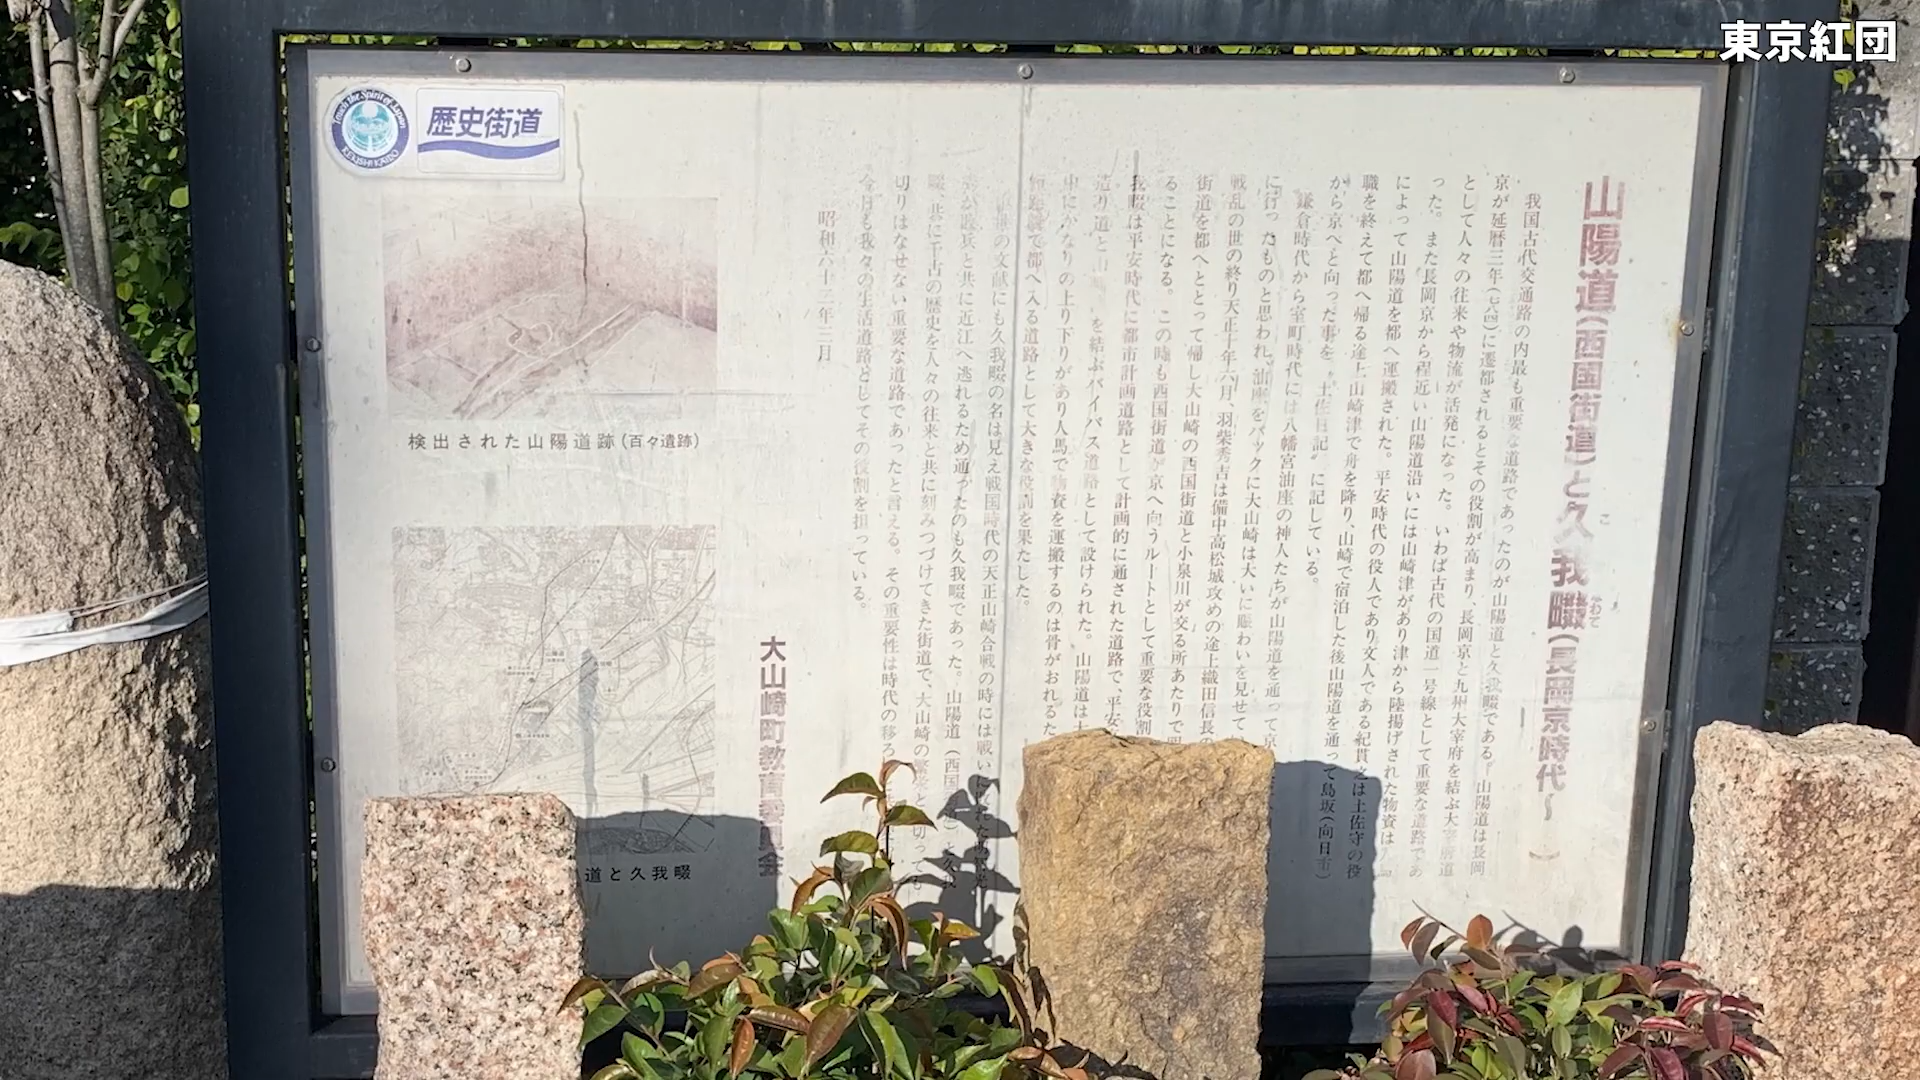 東京紅団
Touch the Spirit of Japan
REKISHI KAIDO
歴史街道
山陽道(西国街道)と久我畷(長岡京時代〜
こ
なわて
我国古代交通路の内最も重要な道路であったのが山陽道と久我畷である。山陽道は長岡
京が延暦三年(七八四)に遷都されるとその役割が高まり、長岡京と九州大宰府を結ぶ大宰府道
として人々の往来や物流が活発になった。いわば古代の国道一号線として重要な道路であ
った。また長岡京から程近い山陽道沿いには山崎津があり津から陸揚げされた物資は
によって山陽道を都へ運搬された。平安時代の役人であり文人である紀貫之は土佐守の役
職を終えて都へ帰る途上山崎津で舟を降り、山崎で宿泊した後山陽道を通って島坂(向日市)
から京へと向った事を〝土佐日記〟に記している。
鎌倉時代から室町時代には八幡宮油座の神人たちが山陽道を通って京
に行ったものと思われ、油座をバックに大山崎は大いに賑わいを見せて
戦乱の世の終り天正十年六月、羽柴秀吉は備中高松城攻めの途上織田信長の
街道を都へととって帰し大山崎の西国街道と小泉川が交る所あたりで明
ることになる。この時も西国街道が京へ向うルートとして重要な役割
我畷は平安時代に都市計画道路として計画的に通された道路で、平安
造り道と山崎を結ぶバイパス道路として設けられた。山陽道は
中にかなりの上り下りがあり人馬で物資を運搬するのは骨がおれるた
短距離で都へ入る道路として大きな役割を果たした。
の文献にも久我畷の名は見え戦国時代の天正山崎合戦の時には戦いに
秀が敗兵と共に近江へ逃れるため通ったのも久我畷であった。山陽道(西国
畷、共に千古の歴史を人々の往来と共に刻みつづけてきた街道で、大山崎の繁栄と
切りはなせない重要な道路であったと言える。その重要性は時代の移ろ
今日も我々の生活道路としてその役割を担っている。
昭和六十三年三月
大山崎町教育委員会
検出された山陽道跡(百々遺跡)
道と久我畷